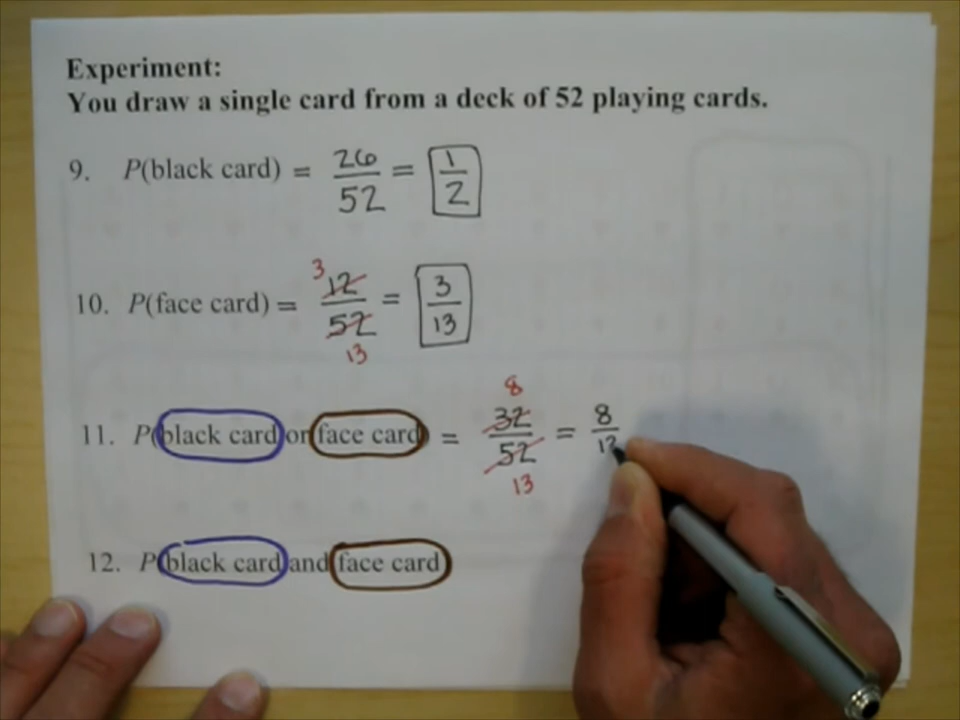 Experiment:
You draw a single card from a deck of 52 playing cards.
9. P(black card) = 26/52 = 1/2
3
10. P(face card) = 12/52 = 3/13
13
8
11. P(black card) or (face card) = 32/52 = 8/13
13
12. P(black card) and face card